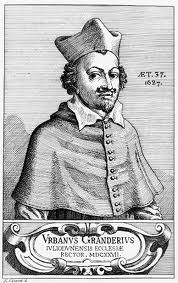 ÆT. 37.
1627.
VRBANVS GRANDERIVS
IVLIODVNENSIS ECCLESIÆ
RECTOR. MDCXXVII.